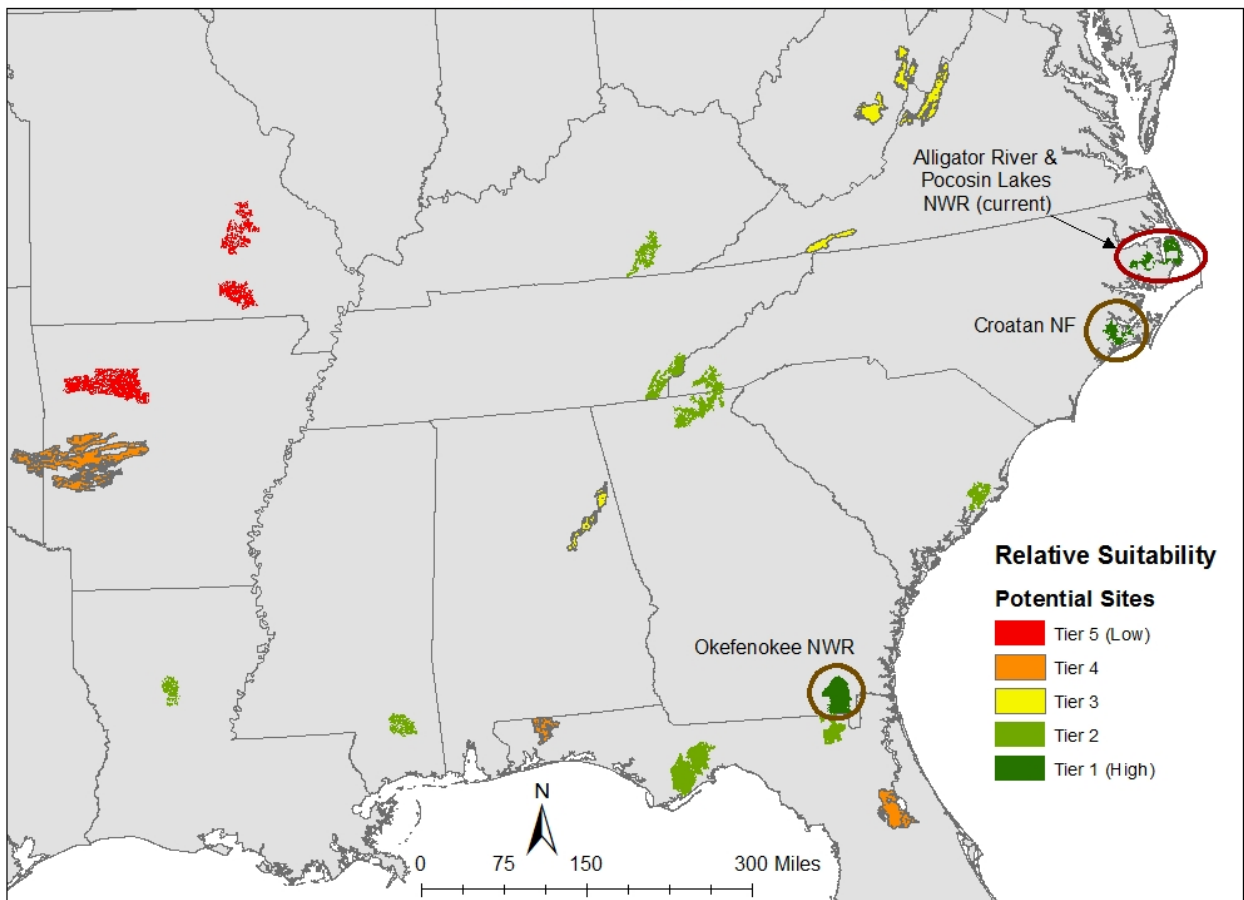 Alligator River &
Pocosin Lakes
NWR (current)
Croatan NF
Relative Suitability
Potential Sites
Tier 5 (Low)
Tier 4
Tier 3
Tier 2
Tier 1 (High)
Okefenokee NWR
N
0 75 150 300 Miles